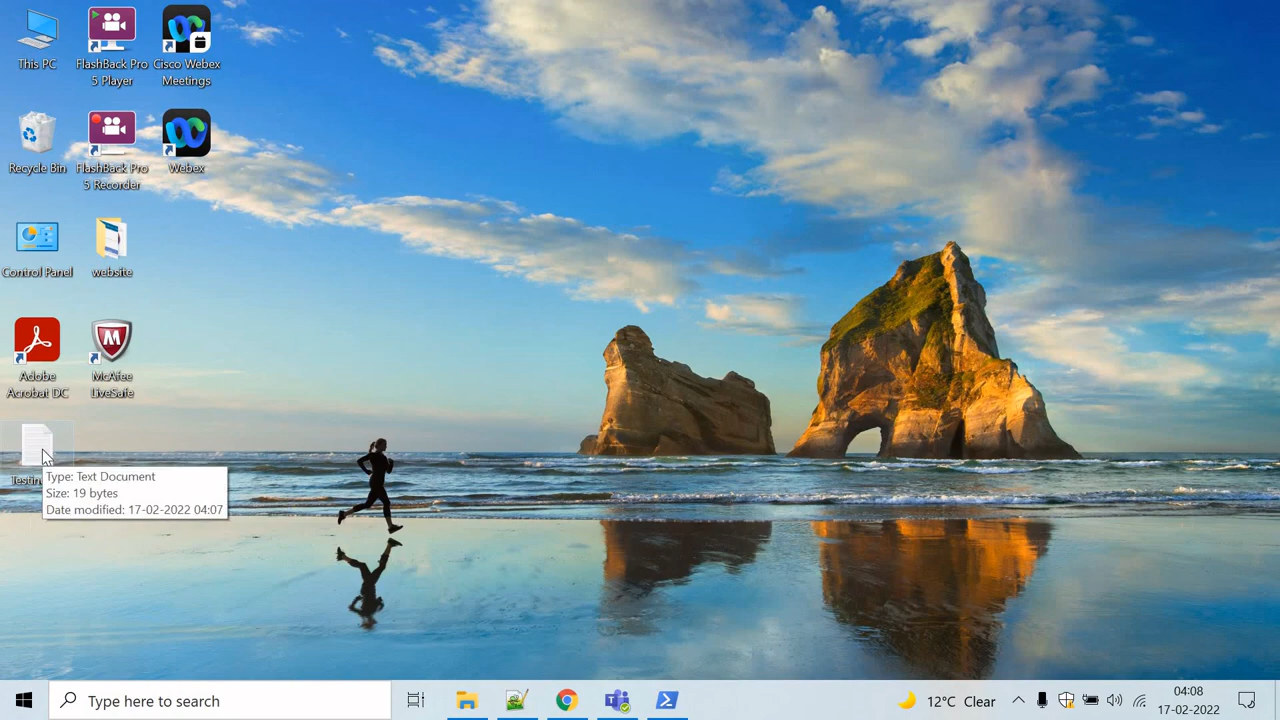 This PC
FlashBack Pro
5 Player
Cisco Webex
Meetings
Recycle Bin
FlashBack Pro
5 Recorder
Webex
Control Panel
website
Adobe
Acrobat DC
McAfee
LiveSafe
Type: Text Document
Size: 19 bytes
Date modified: 17-02-2022 04:07
Type here to search
12°C Clear
04:08
17-02-2022